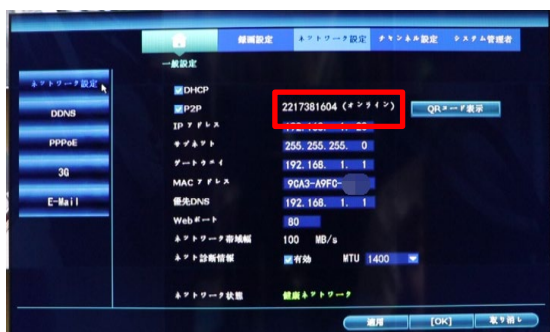 録画設定 ネットワーク設定 チャンネル設定 システム管理者
一般設定
ネットワーク設定
DDNS
PPPoE
3G
E-Mail
DHCP
P2P 2217381604 (オンライン) QRコード表示
IPアドレス 192.168. 1.
サブネット 255.255.255. 0
ゲートウェイ 192.168. 1. 1
MACアドレス 9CA3-A9FC-
優先DNS 192.168. 1. 1
Webポート 80
ネットワーク帯域幅 100 MB/s
ネット診断情報 有効 MTU 1400
ネットワーク状態 健康ネットワーク
適用 [OK] 取り消し